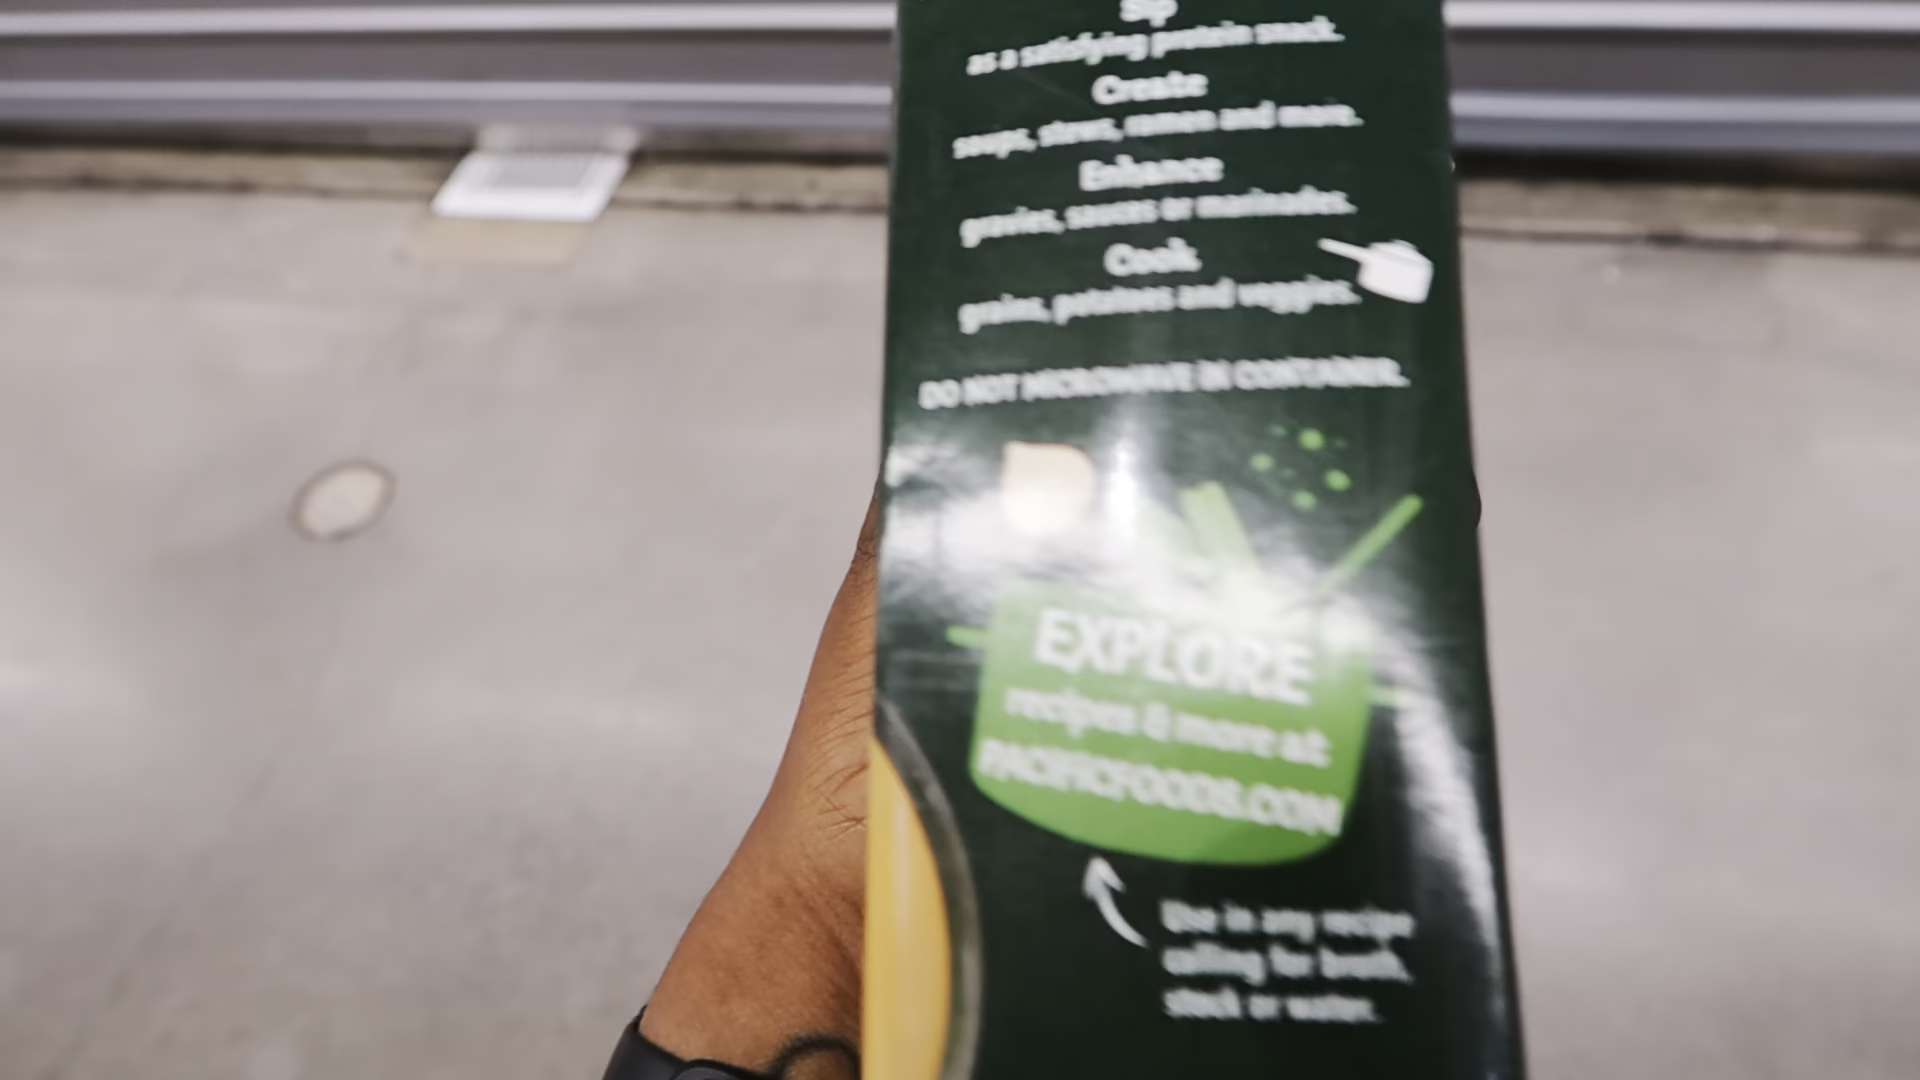 Sip
as a satisfying protein snack.
Create
soups, stews, ramen and more.
Enhance
gravies, sauces or marinades.
Cook
grains, potatoes and veggies.
DO NOT MICROWAVE IN CONTAINER.
EXPLORE
recipes & more at
PACIFICFOODS.COM
Use in any recipe
calling for broth,
stock or water.